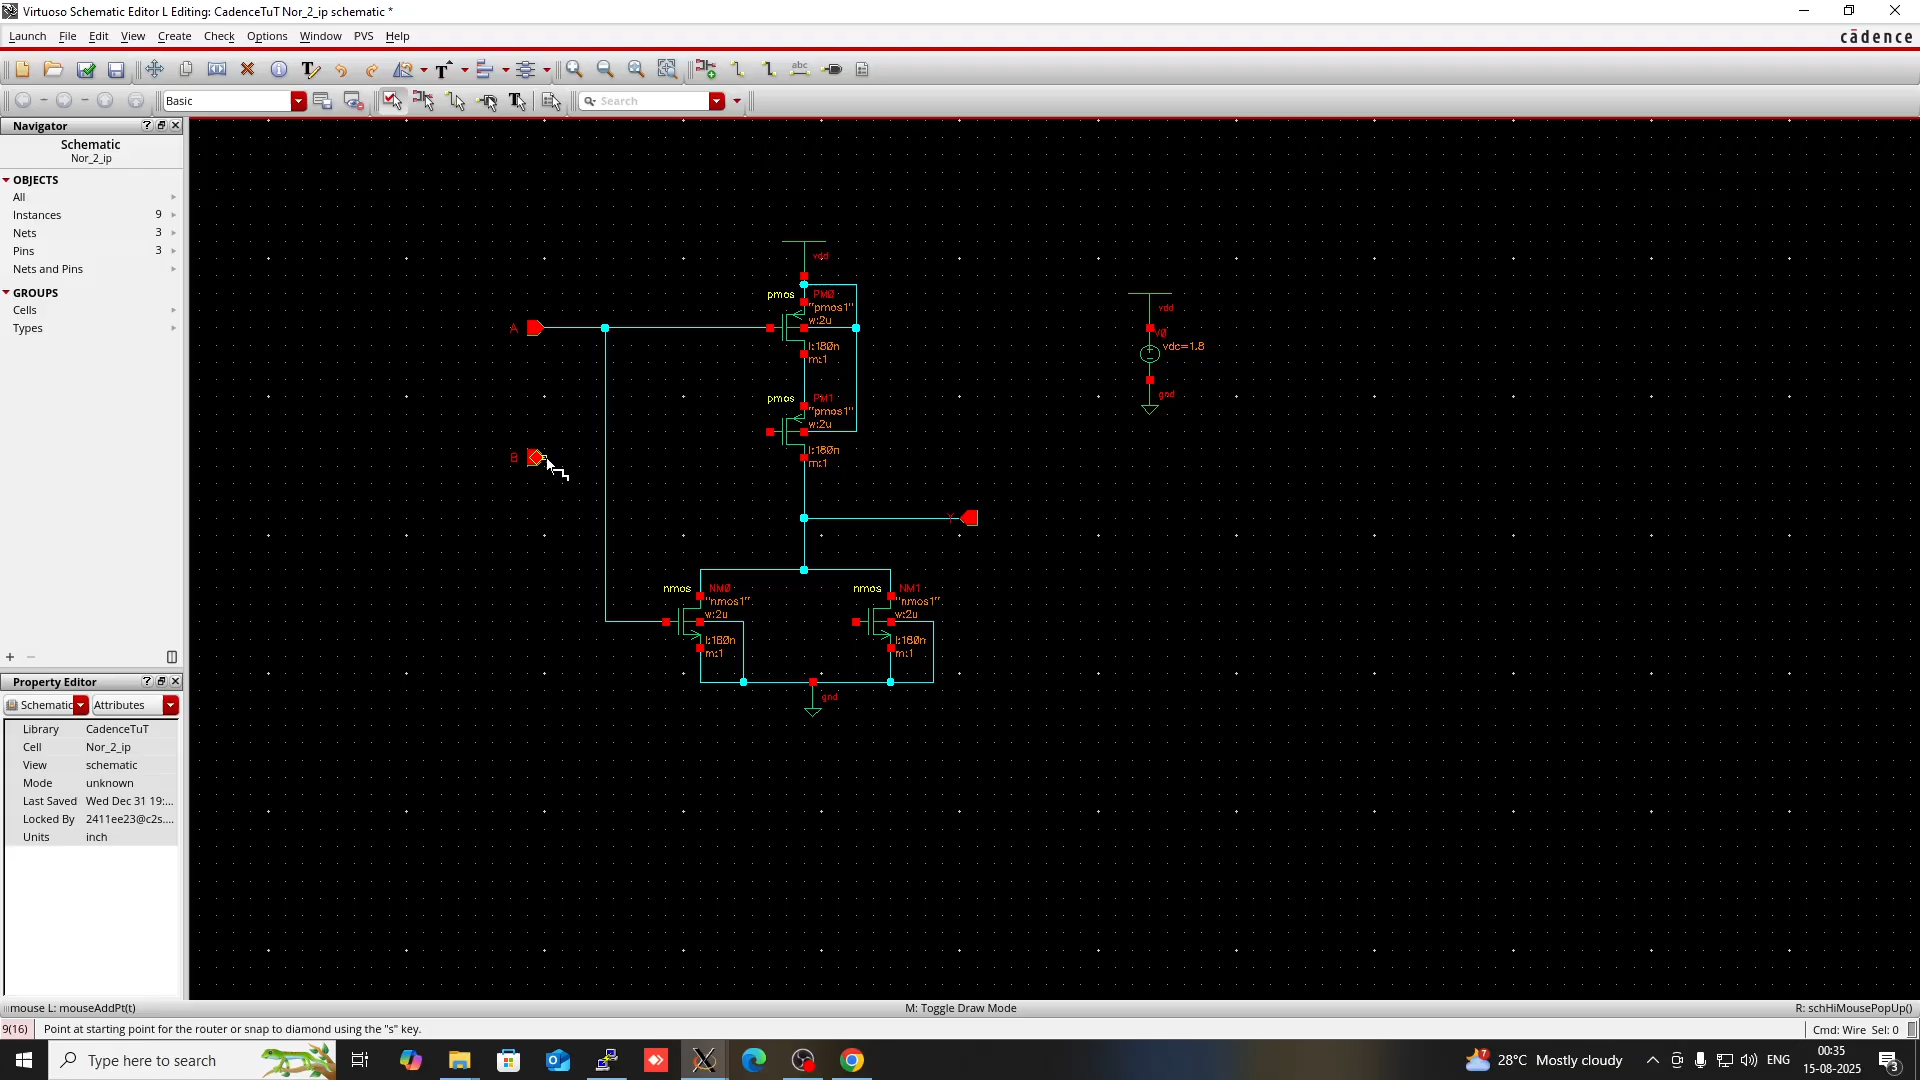 Virtuoso Schematic Editor L Editing: CadenceTuT Nor_2_ip schematic *
Launch File Edit View Create Check Options Window PVS Help
cādence
Basic
Search
Navigator
Schematic
Nor_2_ip
OBJECTS
All
Instances 9
Nets 3
Pins 3
Nets and Pins
GROUPS
Cells
Types
vdd
pmos PM0
"pmos1"
w:2u
l:180n
m:1
A
pmos PM1
"pmos1"
w:2u
l:180n
m:1
B
Y
nmos NM0
"nmos1"
w:2u
l:180n
m:1
nmos NM1
"nmos1"
w:2u
l:180n
m:1
gnd
vdd
V0
vdc=1.8
gnd
Property Editor
Schematic Attributes
Library CadenceTuT
Cell Nor_2_ip
View schematic
Mode unknown
Last Saved Wed Dec 31 19:...
Locked By 2411ee23@c2s....
Units inch
mouse L: mouseAddPt(t) M: Toggle Draw Mode R: schHiMousePopUp()
9(16) Point at starting point for the router or snap to diamond using the "s" key. Cmd: Wire Sel: 0
Type here to search
28°C Mostly cloudy
ENG
00:35
15-08-2025
3